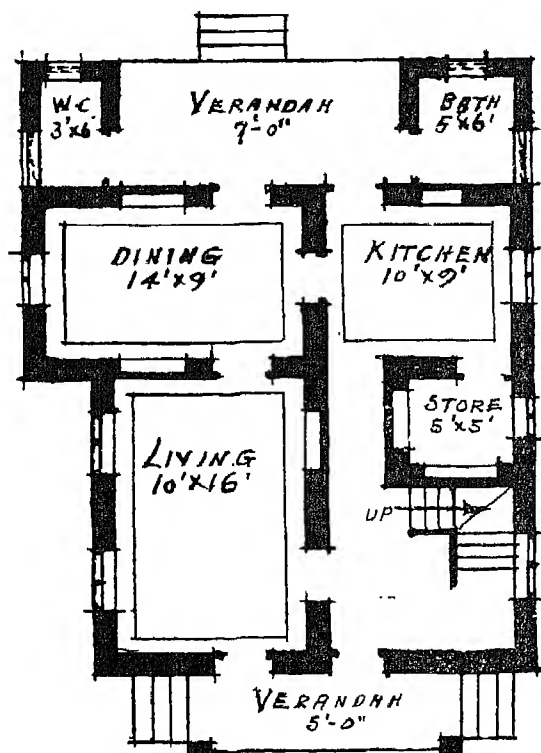 W.C
3'x6'
VERANDAH
7'-0"
BATH
5'x6'
DINING
14'x9'
KITCHEN
10'x9'
LIVING
10'x16'
STORE
5'x5'
UP
VERANDAH
5'-0"